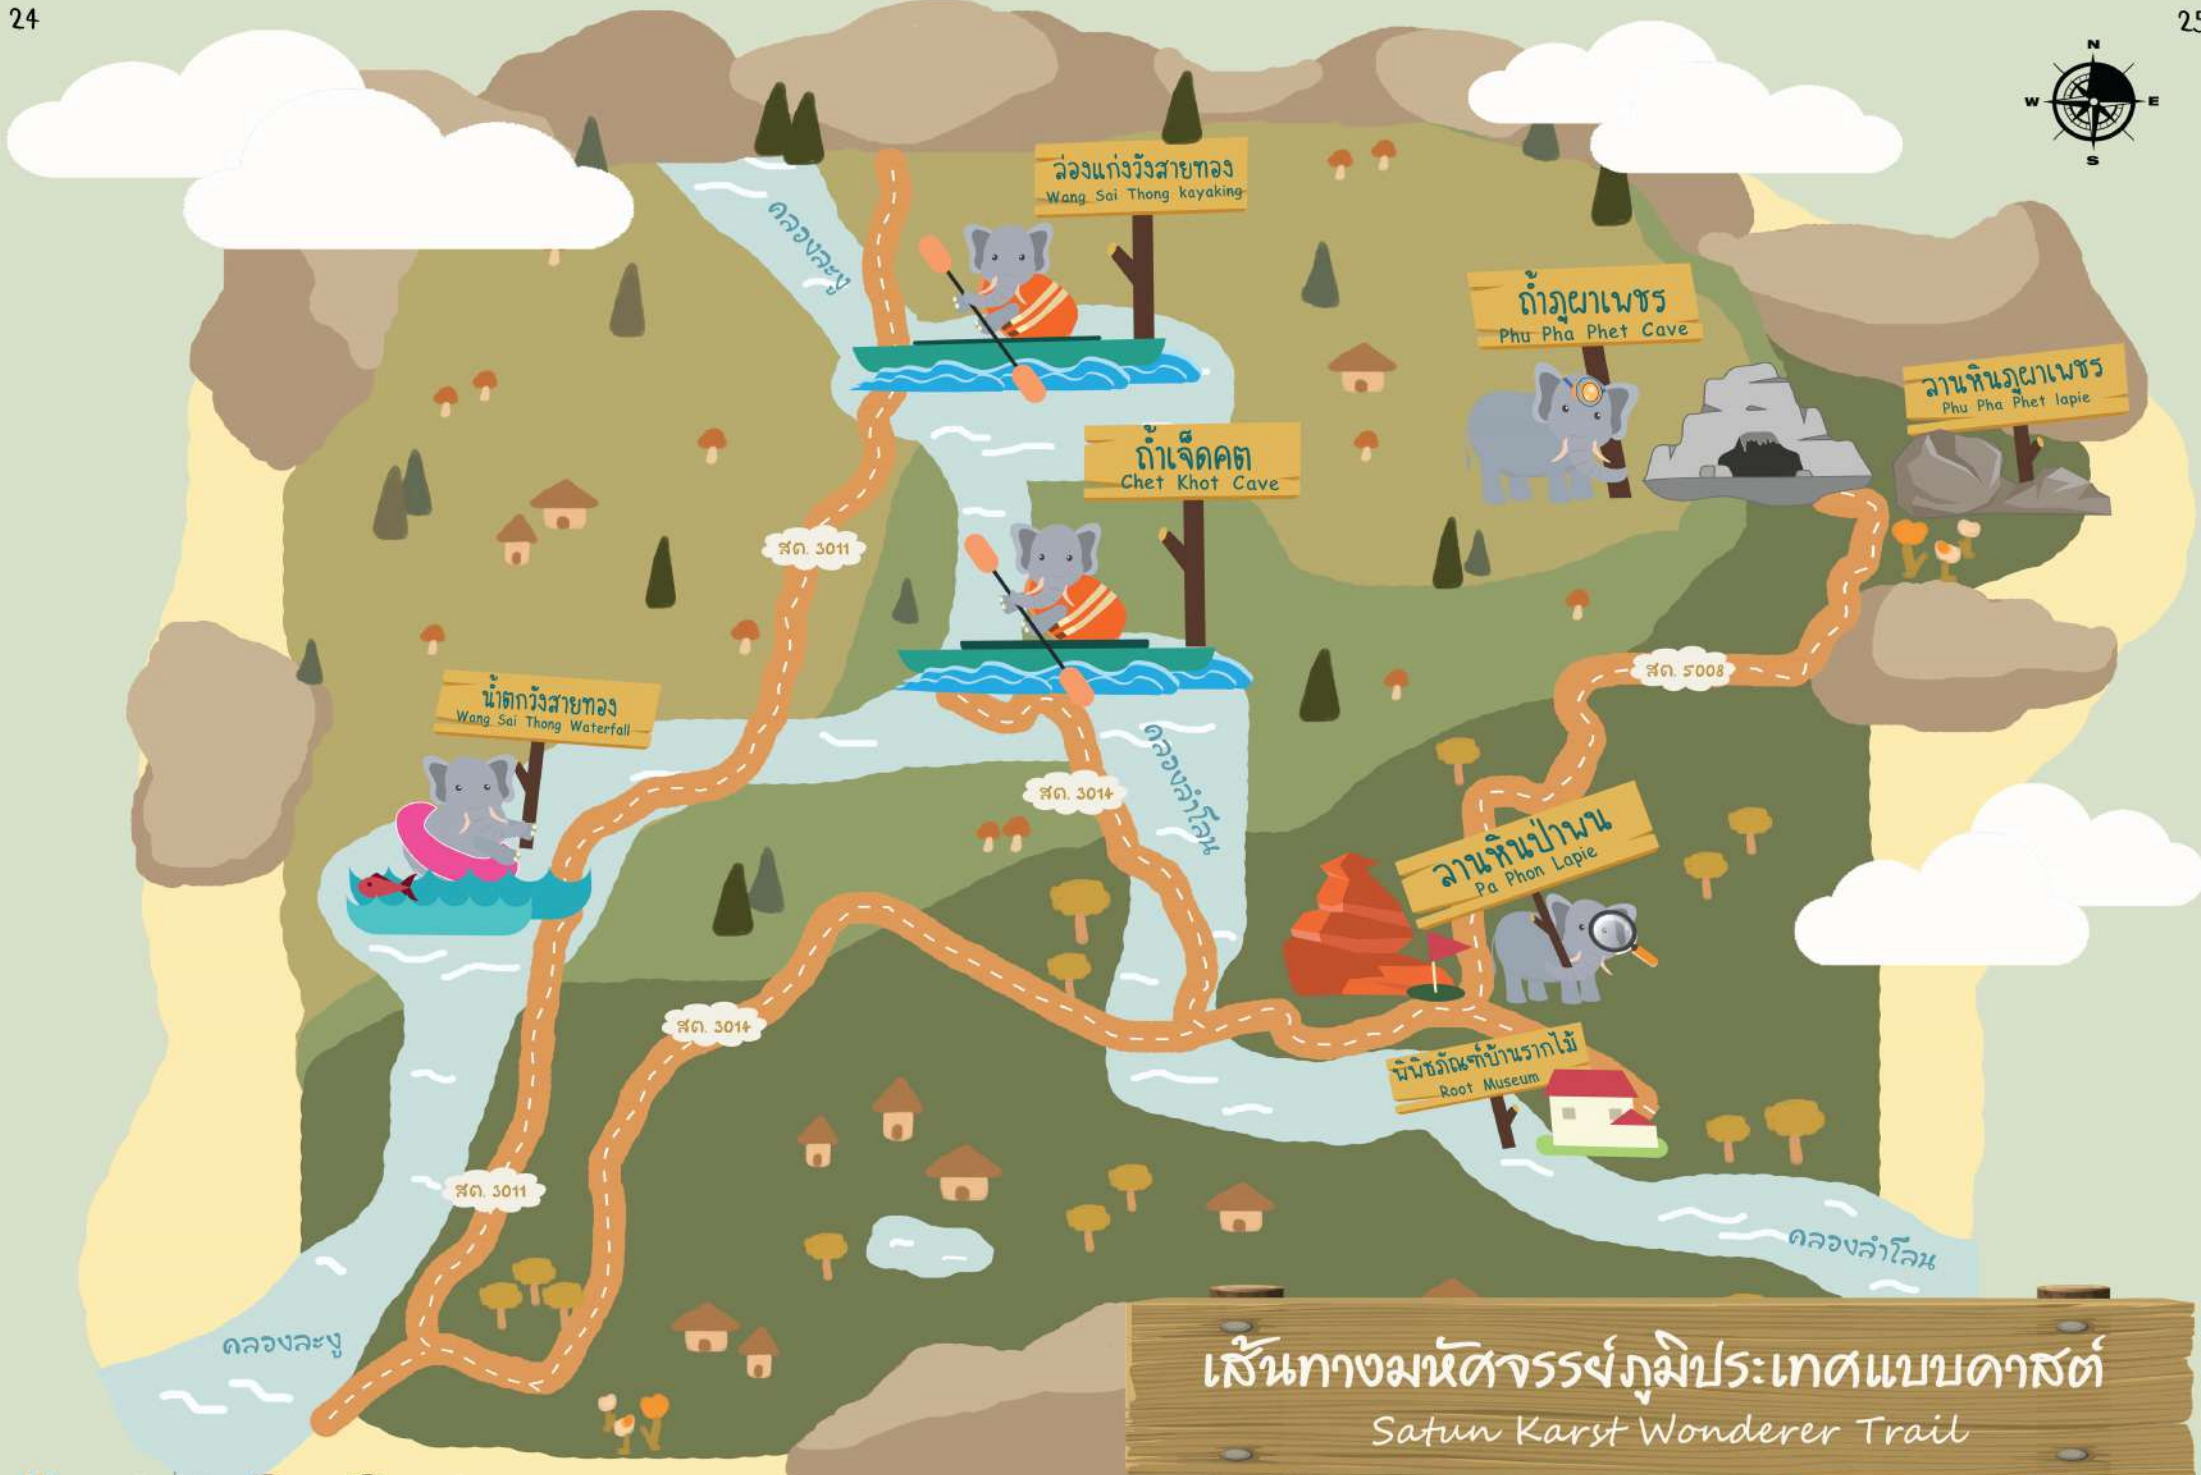 24
25
N
W
E
S
ล่องแก่งวังสายทอง
Wang Sai Thong kayaking
คลองละงู
ถ้ำภูผาเพชร
Phu Pha Phet Cave
ลานหินภูผาเพชร
Phu Pha Phet lapie
ถ้ำเจ็ดคต
Chet Khot Cave
สต. 3011
สต. 5008
น้ำตกวังสายทอง
Wang Sai Thong Waterfall
คลองลำโลน
สต. 3014
ลานหินป่าพน
Pa Phon Lapie
สต. 3014
พิพิธภัณฑ์บ้านรากไม้
Root Museum
สต. 3011
คลองลำโลน
คลองละงู
เส้นทางมหัศจรรย์ภูมิประเทศแบบคาสต์
Satun Karst Wonderer Trail